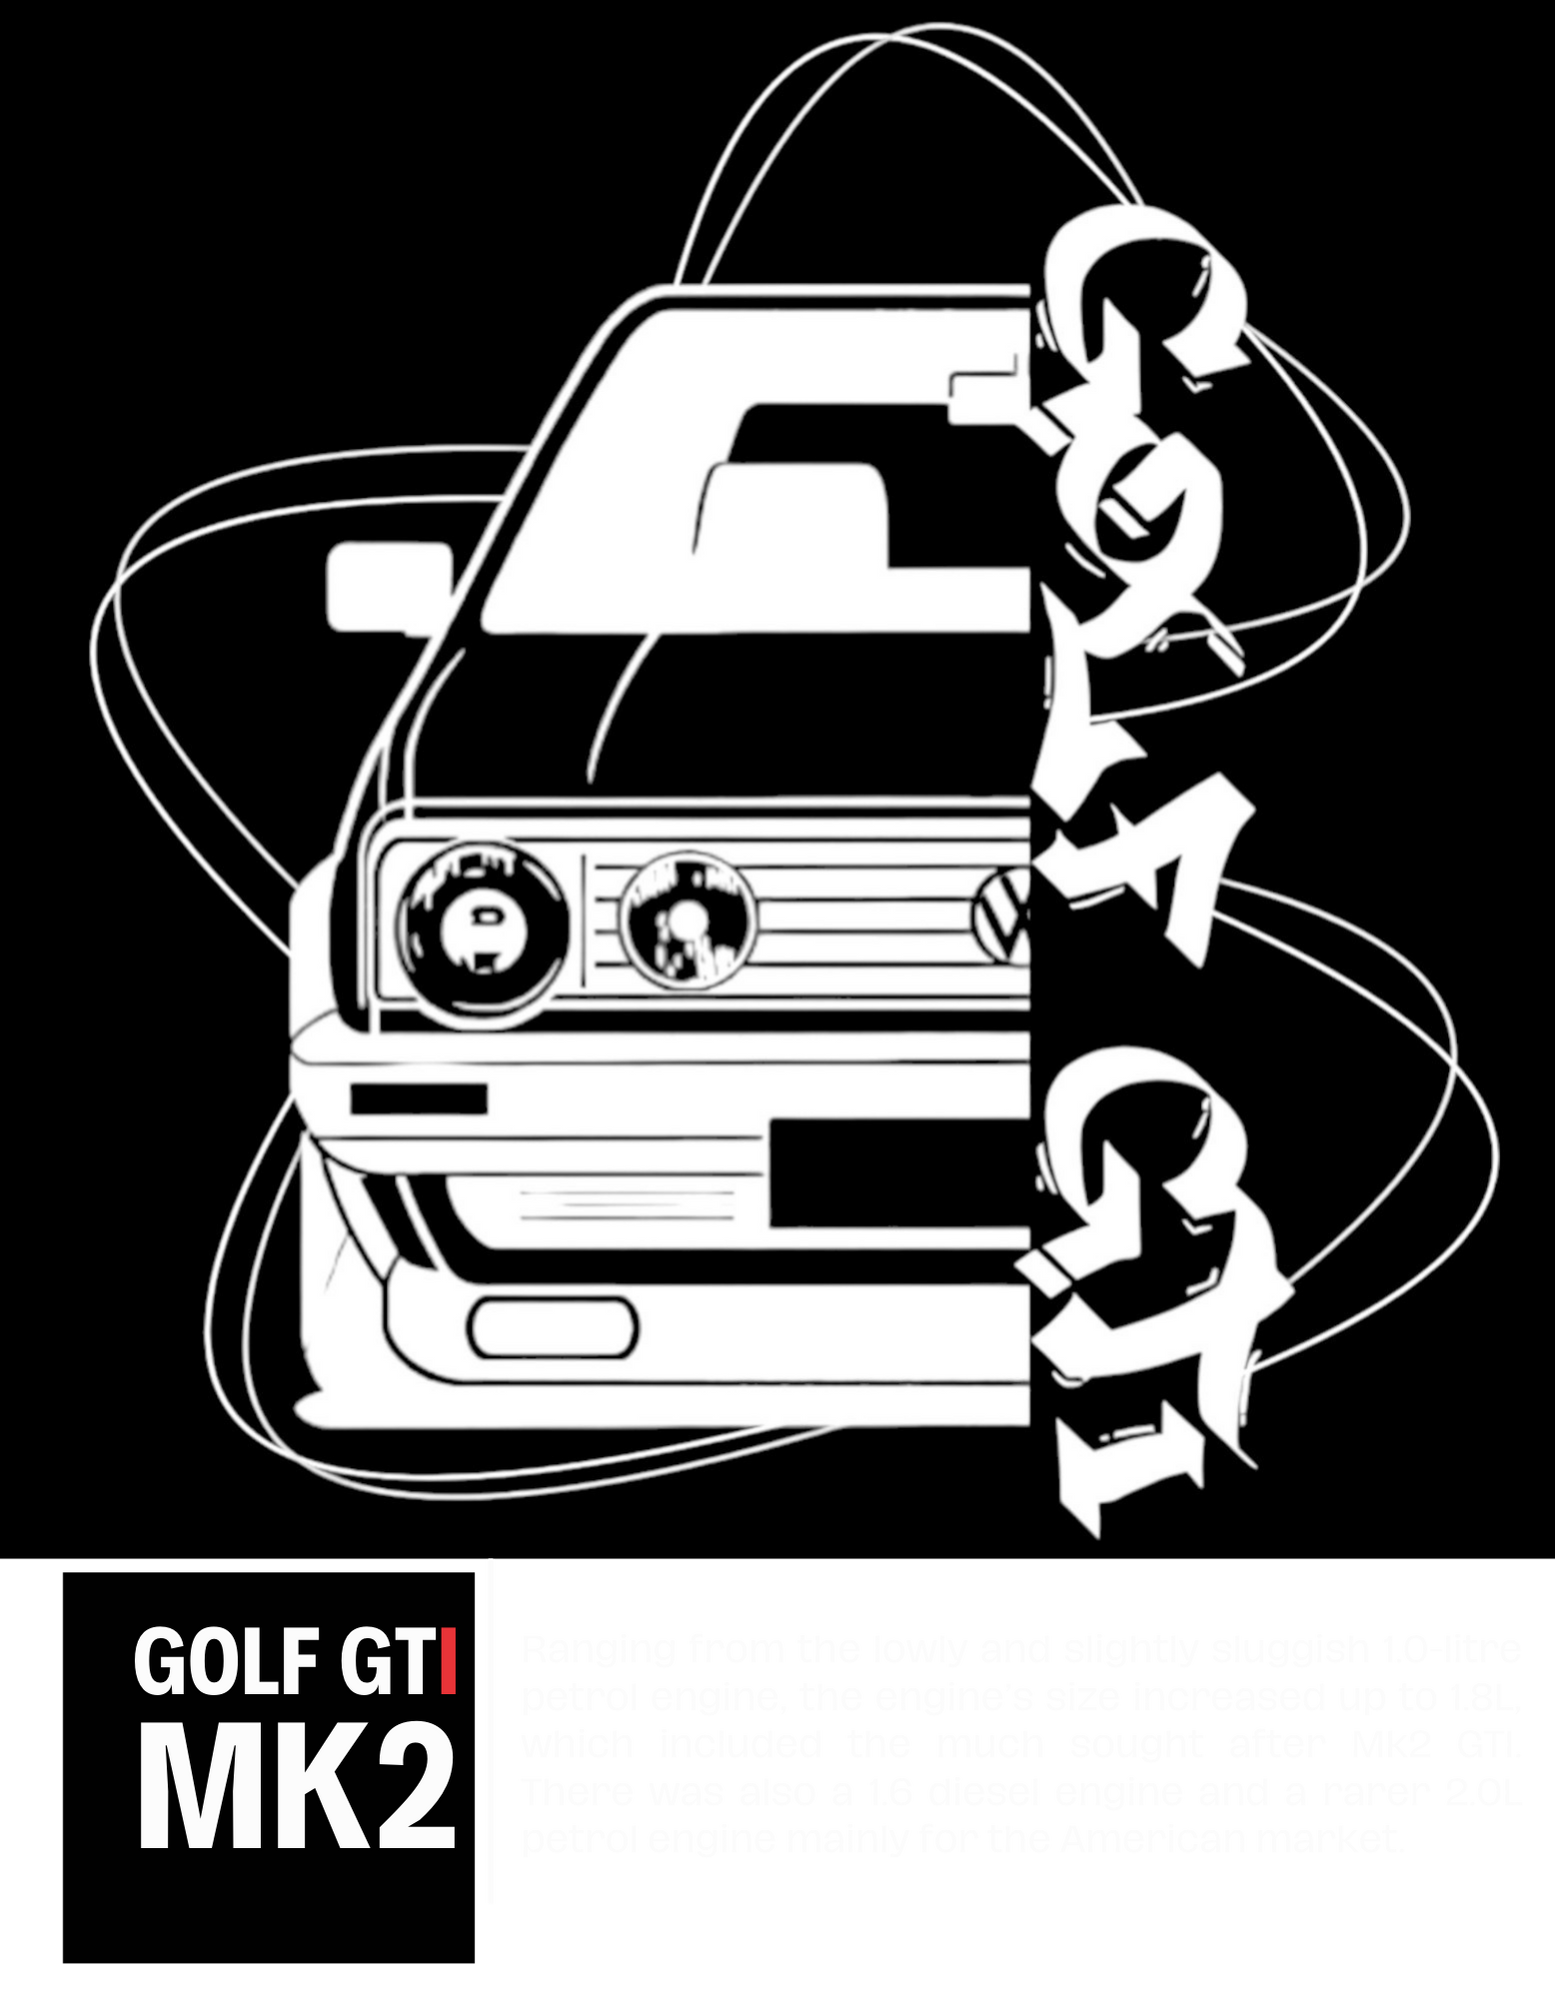 GOLF GTI
GOLF GTI
MK2
Ranging from the lowly and slightly sluggish 1.0-litre
petrol engine, the engine's size increased up to 1.8L,
which included the much sought after Mk2 GTI.
There was also a 1.6 diesel engine and a rarer 2.0L
petrol engine mainly for the American market.